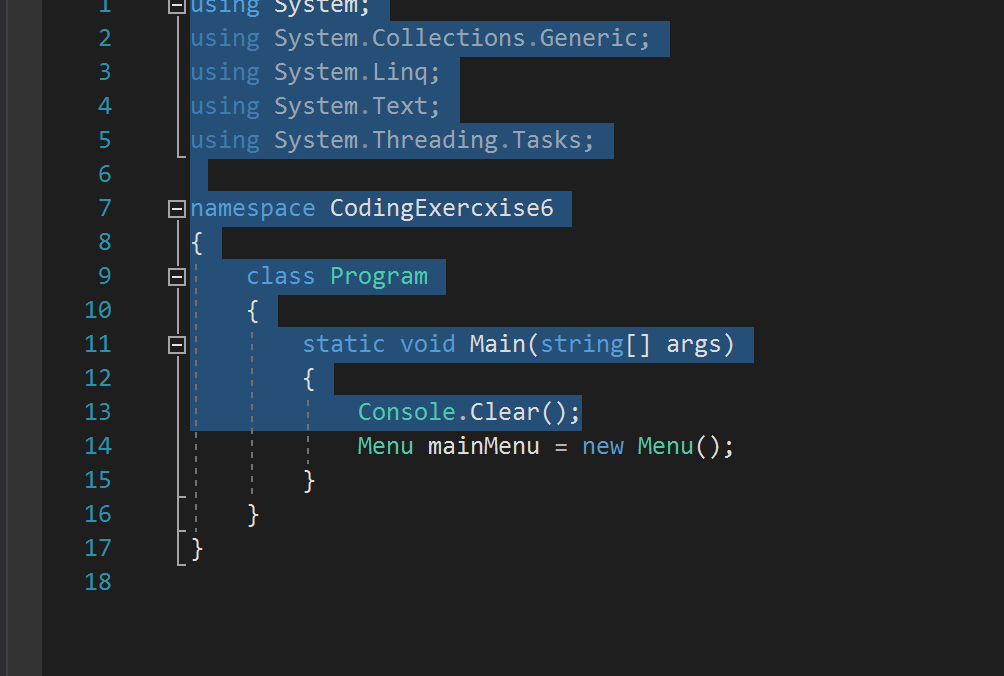 1 using System;
2 using System.Collections.Generic;
3 using System.Linq;
4 using System.Text;
5 using System.Threading.Tasks;
6
7 namespace CodingExercxise6
8 {
9 class Program
10 {
11 static void Main(string[] args)
12 {
13 Console.Clear();
14 Menu mainMenu = new Menu();
15 }
16 }
17 }
18